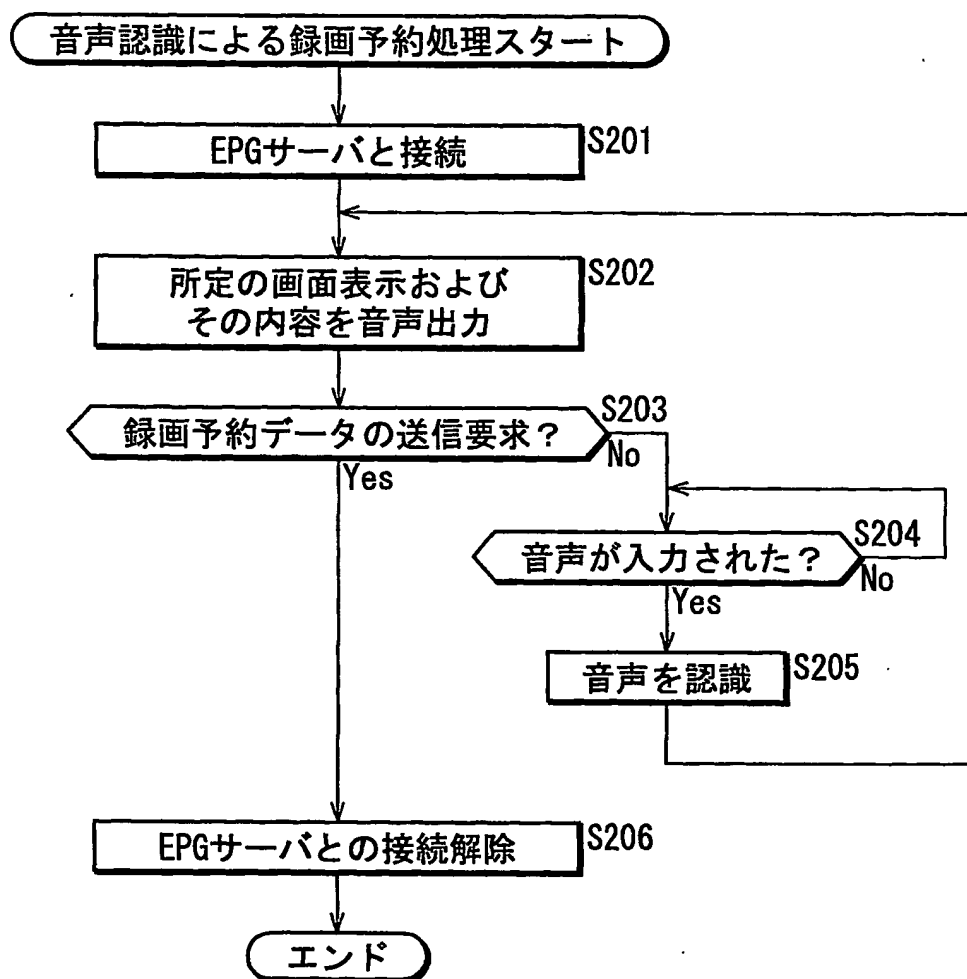 音声認識による録画予約処理スタート
EPGサーバと接続
S201
所定の画面表示および
その内容を音声出力
S202
録画予約データの送信要求?
S203
No
Yes
音声が入力された?
S204
No
Yes
音声を認識
S205
EPGサーバとの接続解除
S206
エンド